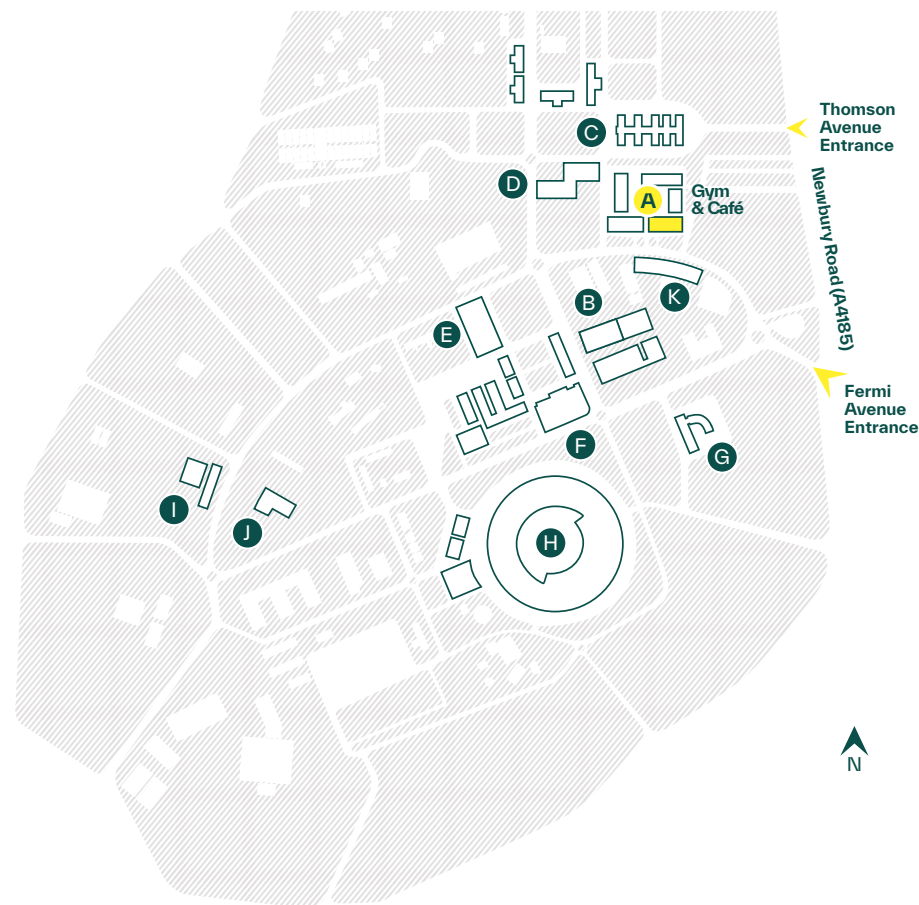 Thomson
Avenue
Entrance
C
D
Newbury Road (A4185)
A
Gym
& Café
K
B
E
Fermi
Avenue
Entrance
F
G
I
J
H
N